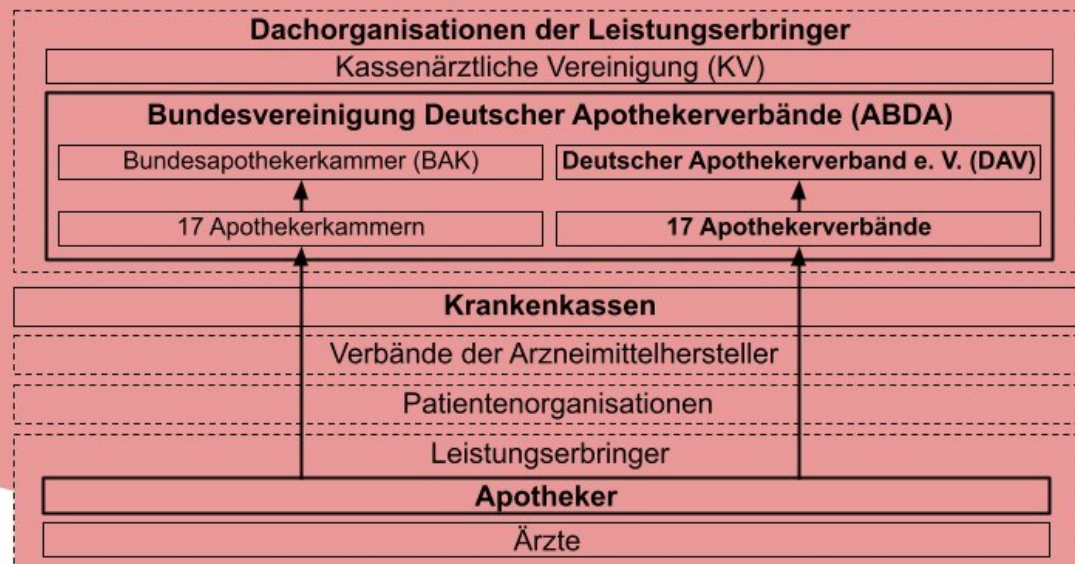 Dachorganisationen der Leistungserbringer
Kassenärztliche Vereinigung (KV)
Bundesvereinigung Deutscher Apothekerverbände (ABDA)
Bundesapothekerkammer (BAK)
Deutscher Apothekerverband e. V. (DAV)
17 Apothekerkammern
17 Apothekerverbände
Krankenkassen
Verbände der Arzneimittelhersteller
Patientenorganisationen
Leistungserbringer
Apotheker
Ärzte